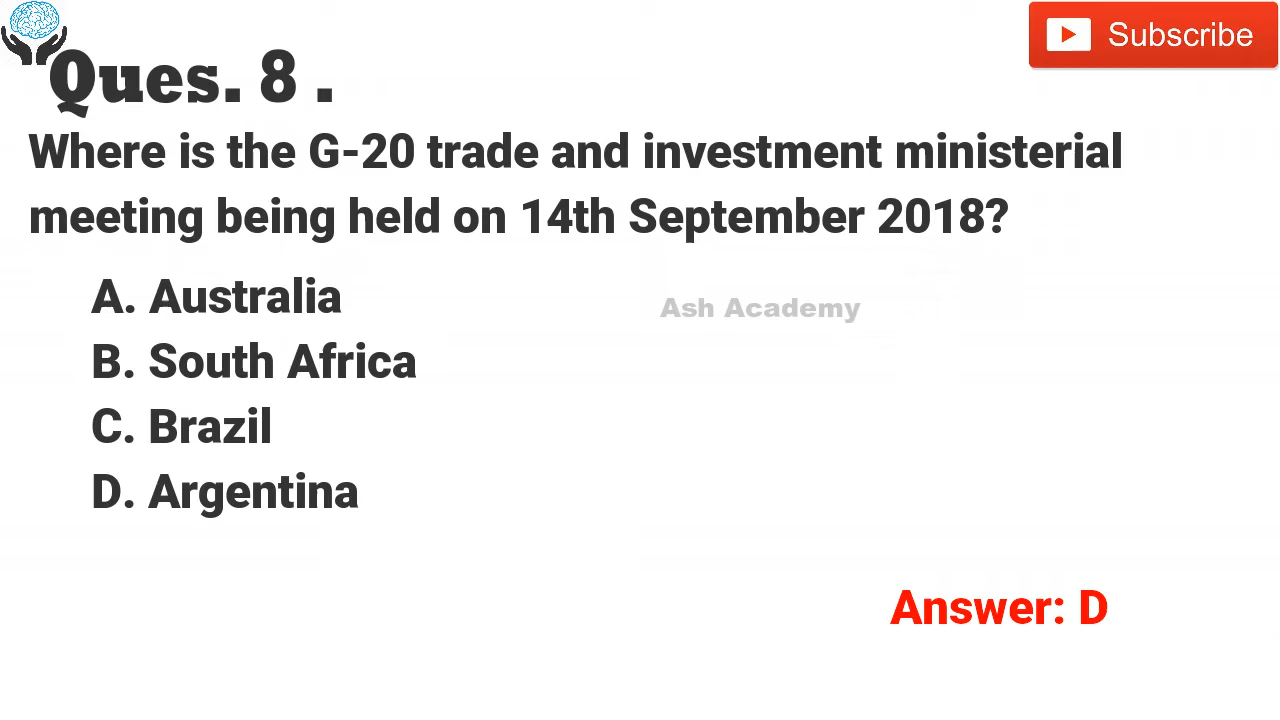 Subscribe
Ques. 8 .
Where is the G-20 trade and investment ministerial
meeting being held on 14th September 2018?
A. Australia
Ash Academy
B. South Africa
C. Brazil
D. Argentina
Answer: D